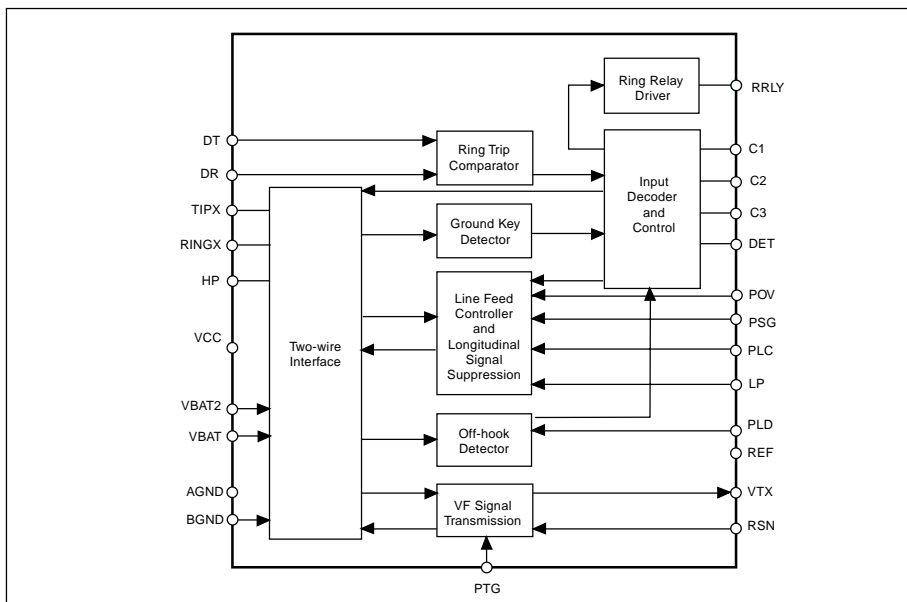 Ring Relay
Driver
RRLY
DT
Ring Trip
Comparator
C1
DR
Input
Decoder
and
Control
C2
TIPX
Ground Key
Detector
C3
RINGX
DET
HP
Line Feed
Controller
and
Longitudinal
Signal
Suppression
POV
PSG
VCC
Two-wire
Interface
PLC
LP
VBAT2
VBAT
Off-hook
Detector
PLD
REF
AGND
VF Signal
Transmission
VTX
BGND
RSN
PTG